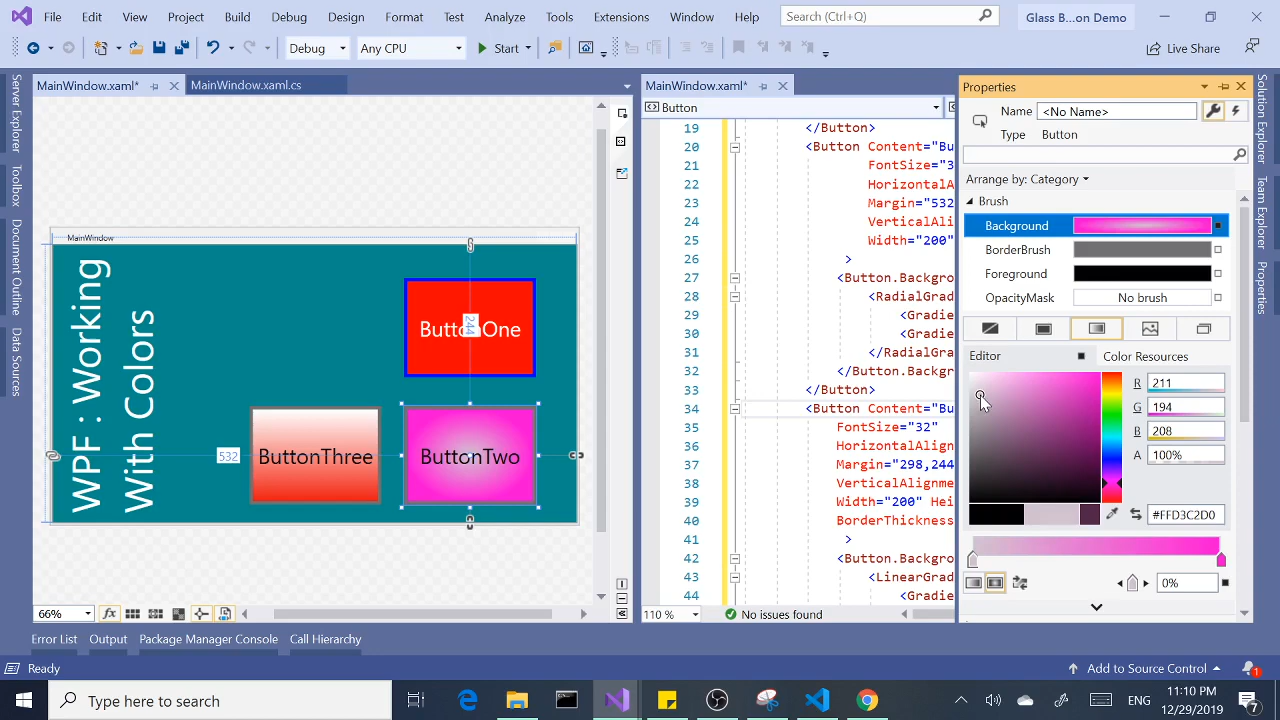 File Edit View Project Build Debug Design Format Test Analyze Tools Extensions Window Help Search (Ctrl+Q) Glass B...on Demo
Debug Any CPU Start Live Share
MainWindow.xaml* MainWindow.xaml.cs
Server Explorer
Toolbox
Document Outline
Data Sources
MainWindow
WPF : Working
With Colors
ButtonOne
244
ButtonThree
ButtonTwo
532
66%
MainWindow.xaml*
Button
19 </Button>
20 <Button Content="Bu
21 FontSize="3
22 HorizontalA
23 Margin="532
24 VerticalAli
25 Width="200"
26 >
27 <Button.Backgro
28 <RadialGrad
29 <Gradie
30 <Gradie
31 </RadialGra
32 </Button.Backgr
33 </Button>
34 <Button Content="Bu
35 FontSize="32"
36 HorizontalAlign
37 Margin="298,244
38 VerticalAlignme
39 Width="200" Hei
40 BorderThickness
41 >
42 <Button.Backgro
43 <LinearGrad
44 <Gradie
110 % No issues found
Properties
Name <No Name>
Type Button
Arrange by: Category
Brush
Background
BorderBrush
Foreground
OpacityMask No brush
Editor Color Resources
R 211
G 194
B 208
A 100%
#FFD3C2D0
0%
Solution Explorer
Team Explorer
Properties
Error List Output Package Manager Console Call Hierarchy
Ready Add to Source Control 1
Type here to search
ENG
11:10 PM
12/29/2019
7